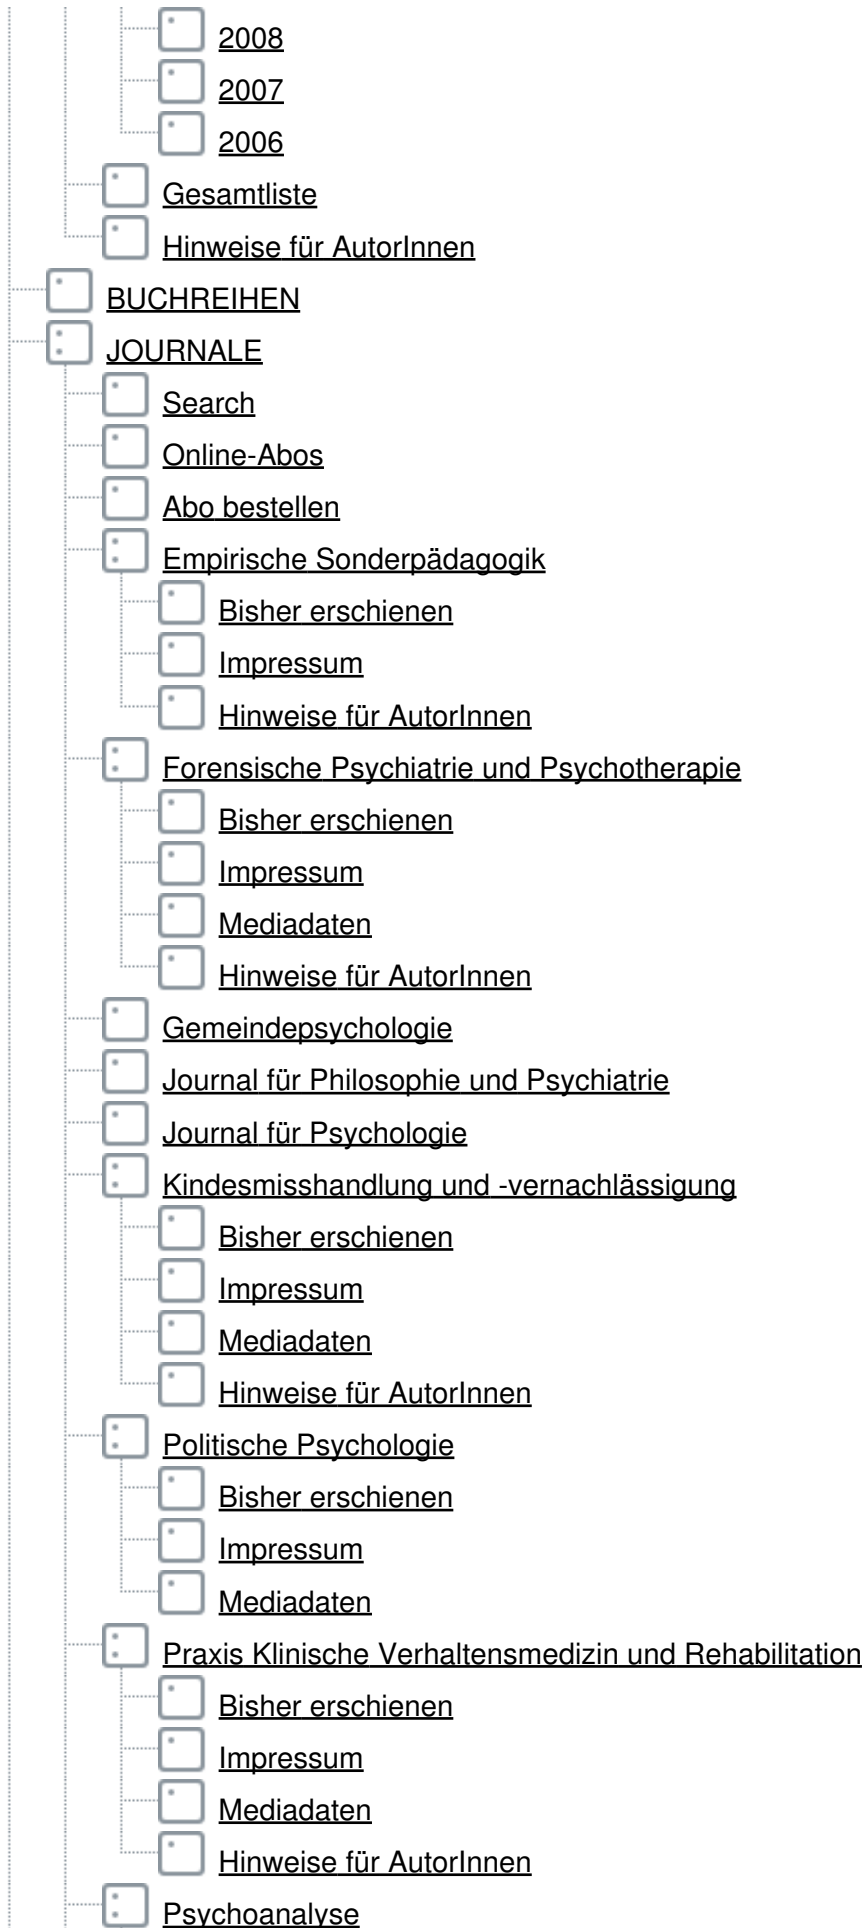 2008
2007
2006
Gesamtliste
Hinweise für AutorInnen
BUCHREIHEN
JOURNALE
Search
Online-Abos
Abo bestellen
Empirische Sonderpädagogik
Bisher erschienen
Impressum
Hinweise für AutorInnen
Forensische Psychiatrie und Psychotherapie
Bisher erschienen
Impressum
Mediadaten
Hinweise für AutorInnen
Gemeindepsychologie
Journal für Philosophie und Psychiatrie
Journal für Psychologie
Kindesmisshandlung und -vernachlässigung
Bisher erschienen
Impressum
Mediadaten
Hinweise für AutorInnen
Politische Psychologie
Bisher erschienen
Impressum
Mediadaten
Praxis Klinische Verhaltensmedizin und Rehabilitation
Bisher erschienen
Impressum
Mediadaten
Hinweise für AutorInnen
Psychoanalyse